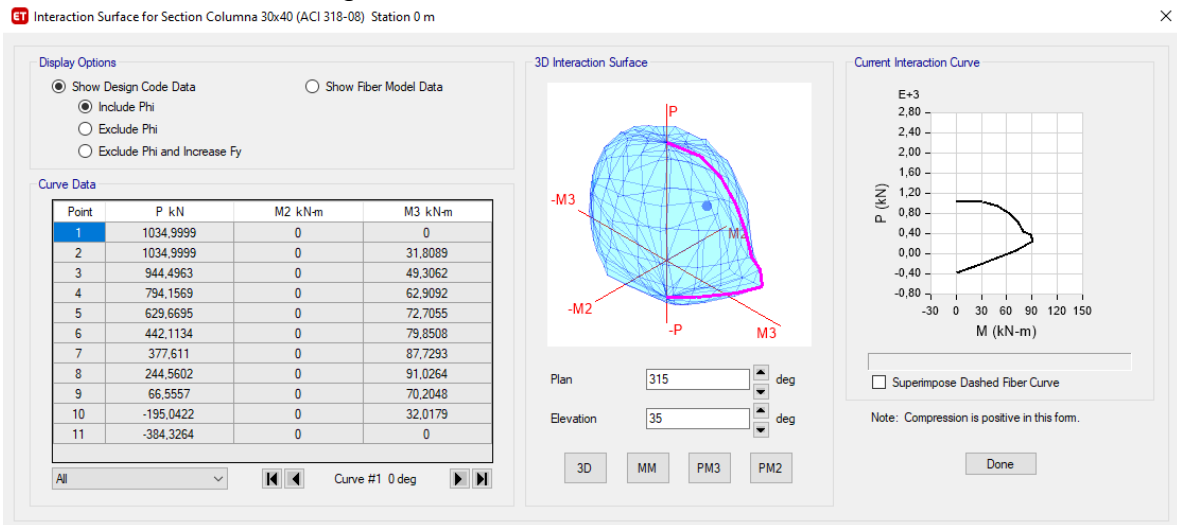 ET Interaction Surface for Section Columna 30x40 (ACI 318-08) Station 0 m
Display Options
Show Design Code Data Show Fiber Model Data
Include Phi
Exclude Phi
Exclude Phi and Increase Fy
Curve Data
Point P kN M2 kN-m M3 kN-m
1 1034,9999 0 0
2 1034,9999 0 31,8089
3 944,4963 0 49,3062
4 794,1569 0 62,9092
5 629,6695 0 72,7055
6 442,1134 0 79,8508
7 377,611 0 87,7293
8 244,5602 0 91,0264
9 66,5557 0 70,2048
10 -195,0422 0 32,0179
11 -384,3264 0 0
All Curve #1 0 deg
3D Interaction Surface
P
-M3
M2
-M2
-P
M3
Plan 315 deg
Elevation 35 deg
3D MM PM3 PM2
Current Interaction Curve
E+3
2,80
2,40
2,00
1,60
1,20
0,80
0,40
0,00
-0,40
-0,80
P (kN)
-30 0 30 60 90 120 150
M (kN-m)
Superimpose Dashed Fiber Curve
Note: Compression is positive in this form.
Done